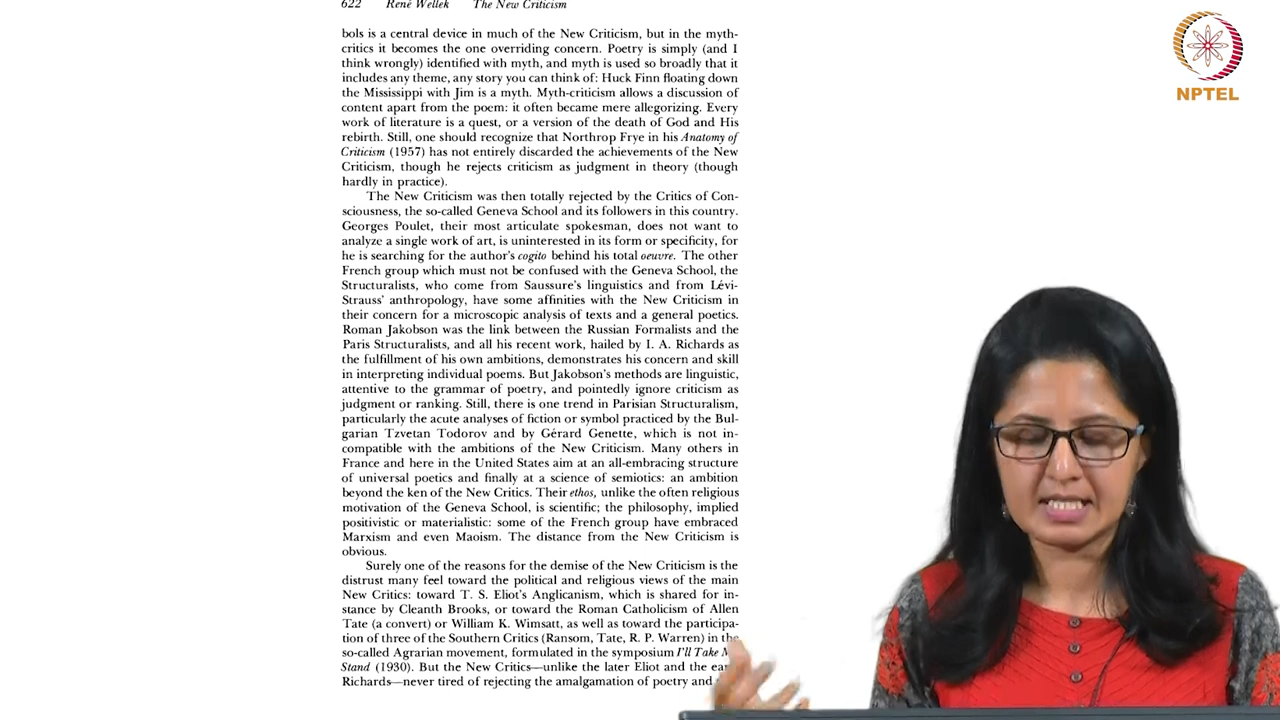 622 René Wellek The New Criticism
bols is a central device in much of the New Criticism, but in the myth-
critics it becomes the one overriding concern. Poetry is simply (and I
think wrongly) identified with myth, and myth is used so broadly that it
includes any theme, any story you can think of: Huck Finn floating down
the Mississippi with Jim is a myth. Myth-criticism allows a discussion of
content apart from the poem: it often became mere allegorizing. Every
work of literature is a quest, or a version of the death of God and His
rebirth. Still, one should recognize that Northrop Frye in his Anatomy of
Criticism (1957) has not entirely discarded the achievements of the New
Criticism, though he rejects criticism as judgment in theory (though
hardly in practice).
The New Criticism was then totally rejected by the Critics of Con-
sciousness, the so-called Geneva School and its followers in this country.
Georges Poulet, their most articulate spokesman, does not want to
analyze a single work of art, is uninterested in its form or specificity, for
he is searching for the author's cogito behind his total oeuvre. The other
French group which must not be confused with the Geneva School, the
Structuralists, who come from Saussure's linguistics and from Lévi-
Strauss' anthropology, have some affinities with the New Criticism in
their concern for a microscopic analysis of texts and a general poetics.
Roman Jakobson was the link between the Russian Formalists and the
Paris Structuralists, and all his recent work, hailed by I. A. Richards as
the fulfillment of his own ambitions, demonstrates his concern and skill
in interpreting individual poems. But Jakobson's methods are linguistic,
attentive to the grammar of poetry, and pointedly ignore criticism as
judgment or ranking. Still, there is one trend in Parisian Structuralism,
particularly the acute analyses of fiction or symbol practiced by the Bul-
garian Tzvetan Todorov and by Gérard Genette, which is not in-
compatible with the ambitions of the New Criticism. Many others in
France and here in the United States aim at an all-embracing structure
of universal poetics and finally at a science of semiotics: an ambition
beyond the ken of the New Critics. Their ethos, unlike the often religious
motivation of the Geneva School, is scientific; the philosophy, implied
positivistic or materialistic: some of the French group have embraced
Marxism and even Maoism. The distance from the New Criticism is
obvious.
Surely one of the reasons for the demise of the New Criticism is the
distrust many feel toward the political and religious views of the main
New Critics: toward T. S. Eliot's Anglicanism, which is shared for in-
stance by Cleanth Brooks, or toward the Roman Catholicism of Allen
Tate (a convert) or William K. Wimsatt, as well as toward the participa-
tion of three of the Southern Critics (Ransom, Tate, R. P. Warren) in the
so-called Agrarian movement, formulated in the symposium I'll Take
Stand (1930). But the New Critics—unlike the later Eliot and the
Richards—never tired of rejecting the amalgamation of poetry and
NPTEL